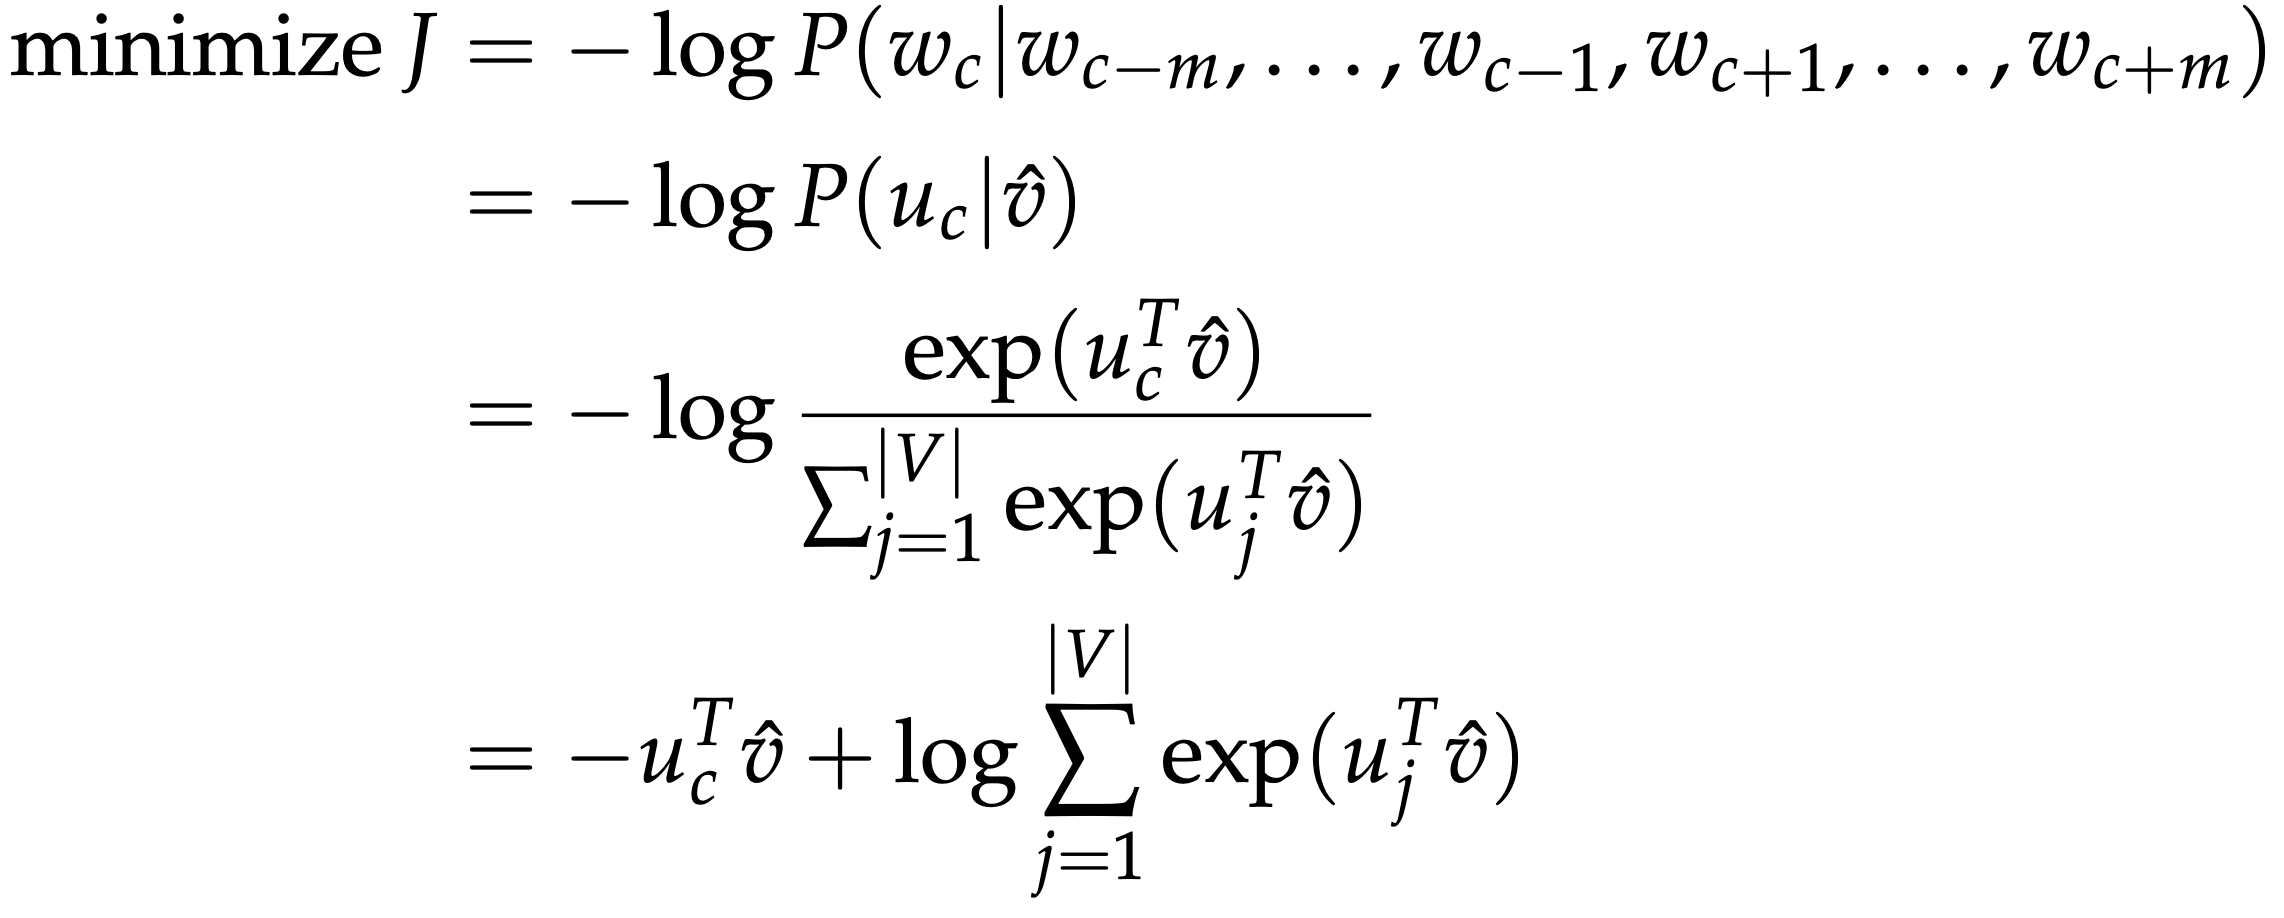 minimize J = − log P(w_c|w_{c−m}, . . . , w_{c−1}, w_{c+1}, . . . , w_{c+m})
= − log P(u_c|v̂)
= − log \frac{exp(u_c^T v̂)}{∑_{j=1}^{|V|} exp(u_j^T v̂)}
= −u_c^T v̂ + log ∑_{j=1}^{|V|} exp(u_j^T v̂)